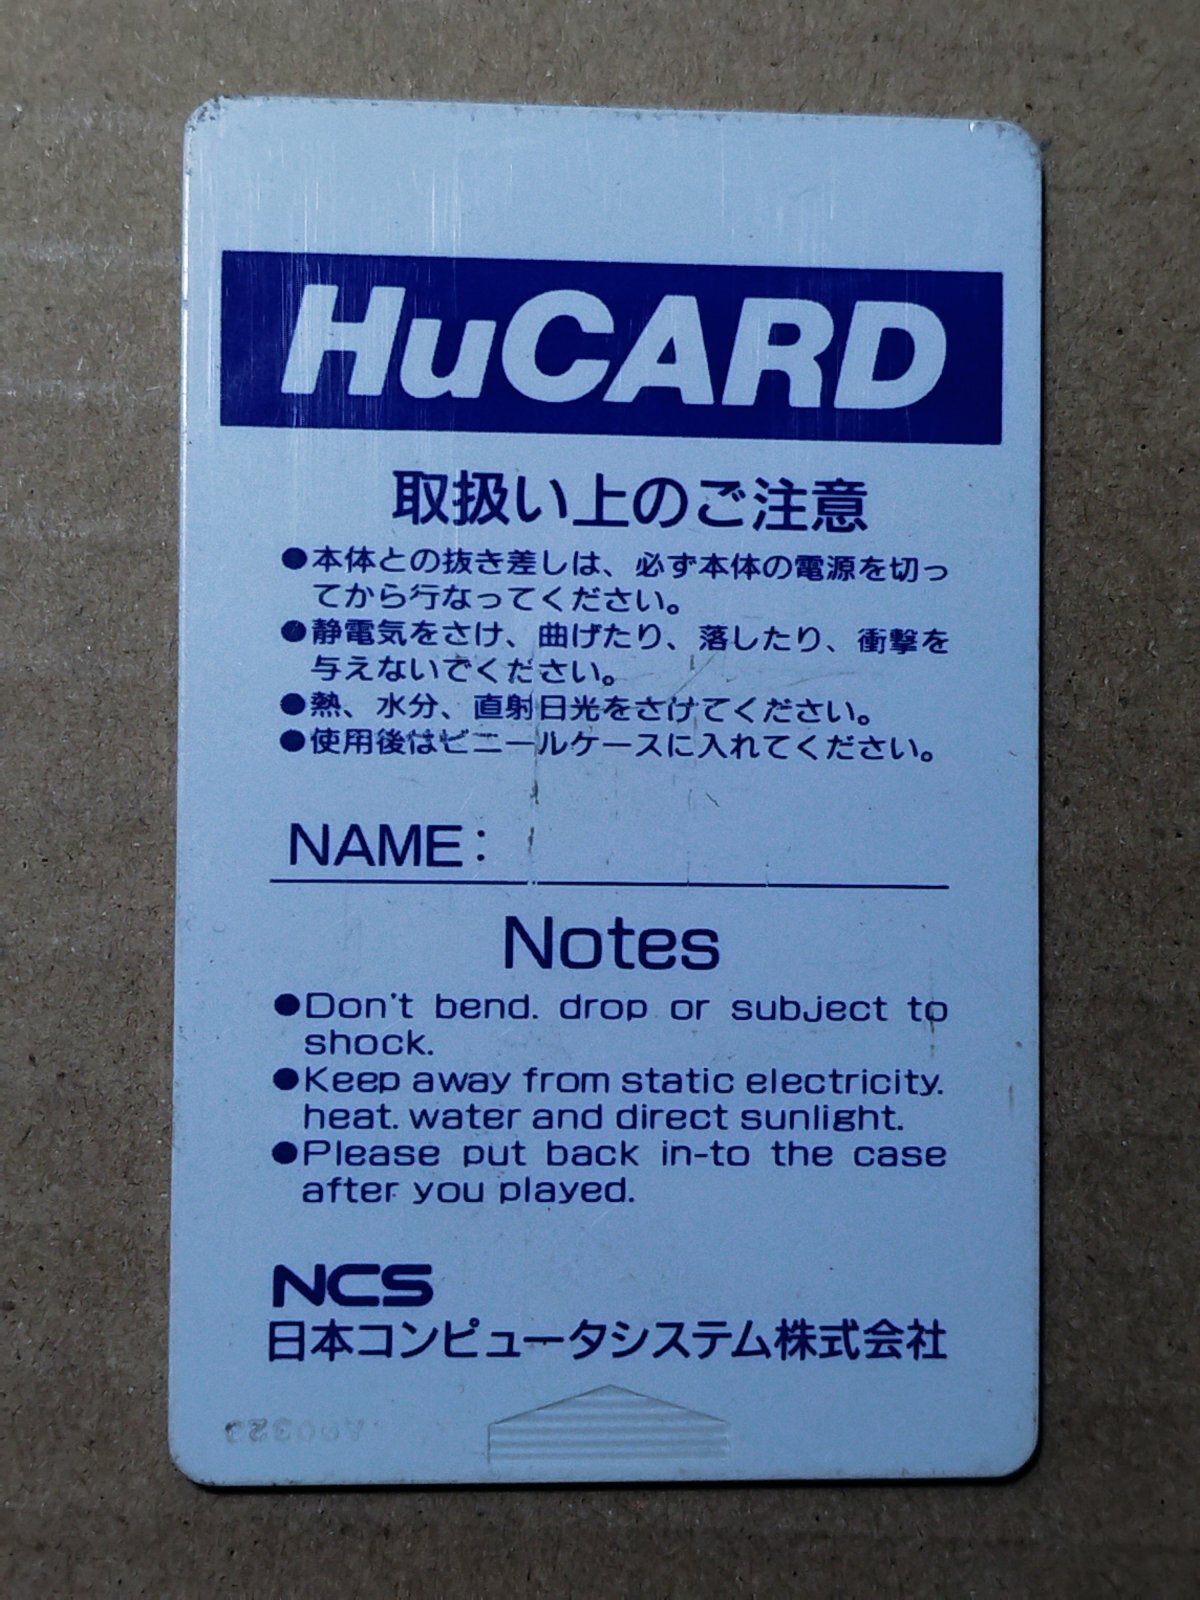 HuCARD
取扱い上のご注意
●本体との抜き差しは、必ず本体の電源を切っ
てから行なってください。
●静電気をさけ、曲げたり、落したり、衝撃を
与えないでください。
●熱、水分、直射日光をさけてください。
●使用後はビニールケースに入れてください。
NAME:
Notes
●Don't bend. drop or subject to
shock.
●Keep away from static electricity.
heat. water and direct sunlight.
●Please put back in-to the case
after you played.
NCS
日本コンピュータシステム株式会社